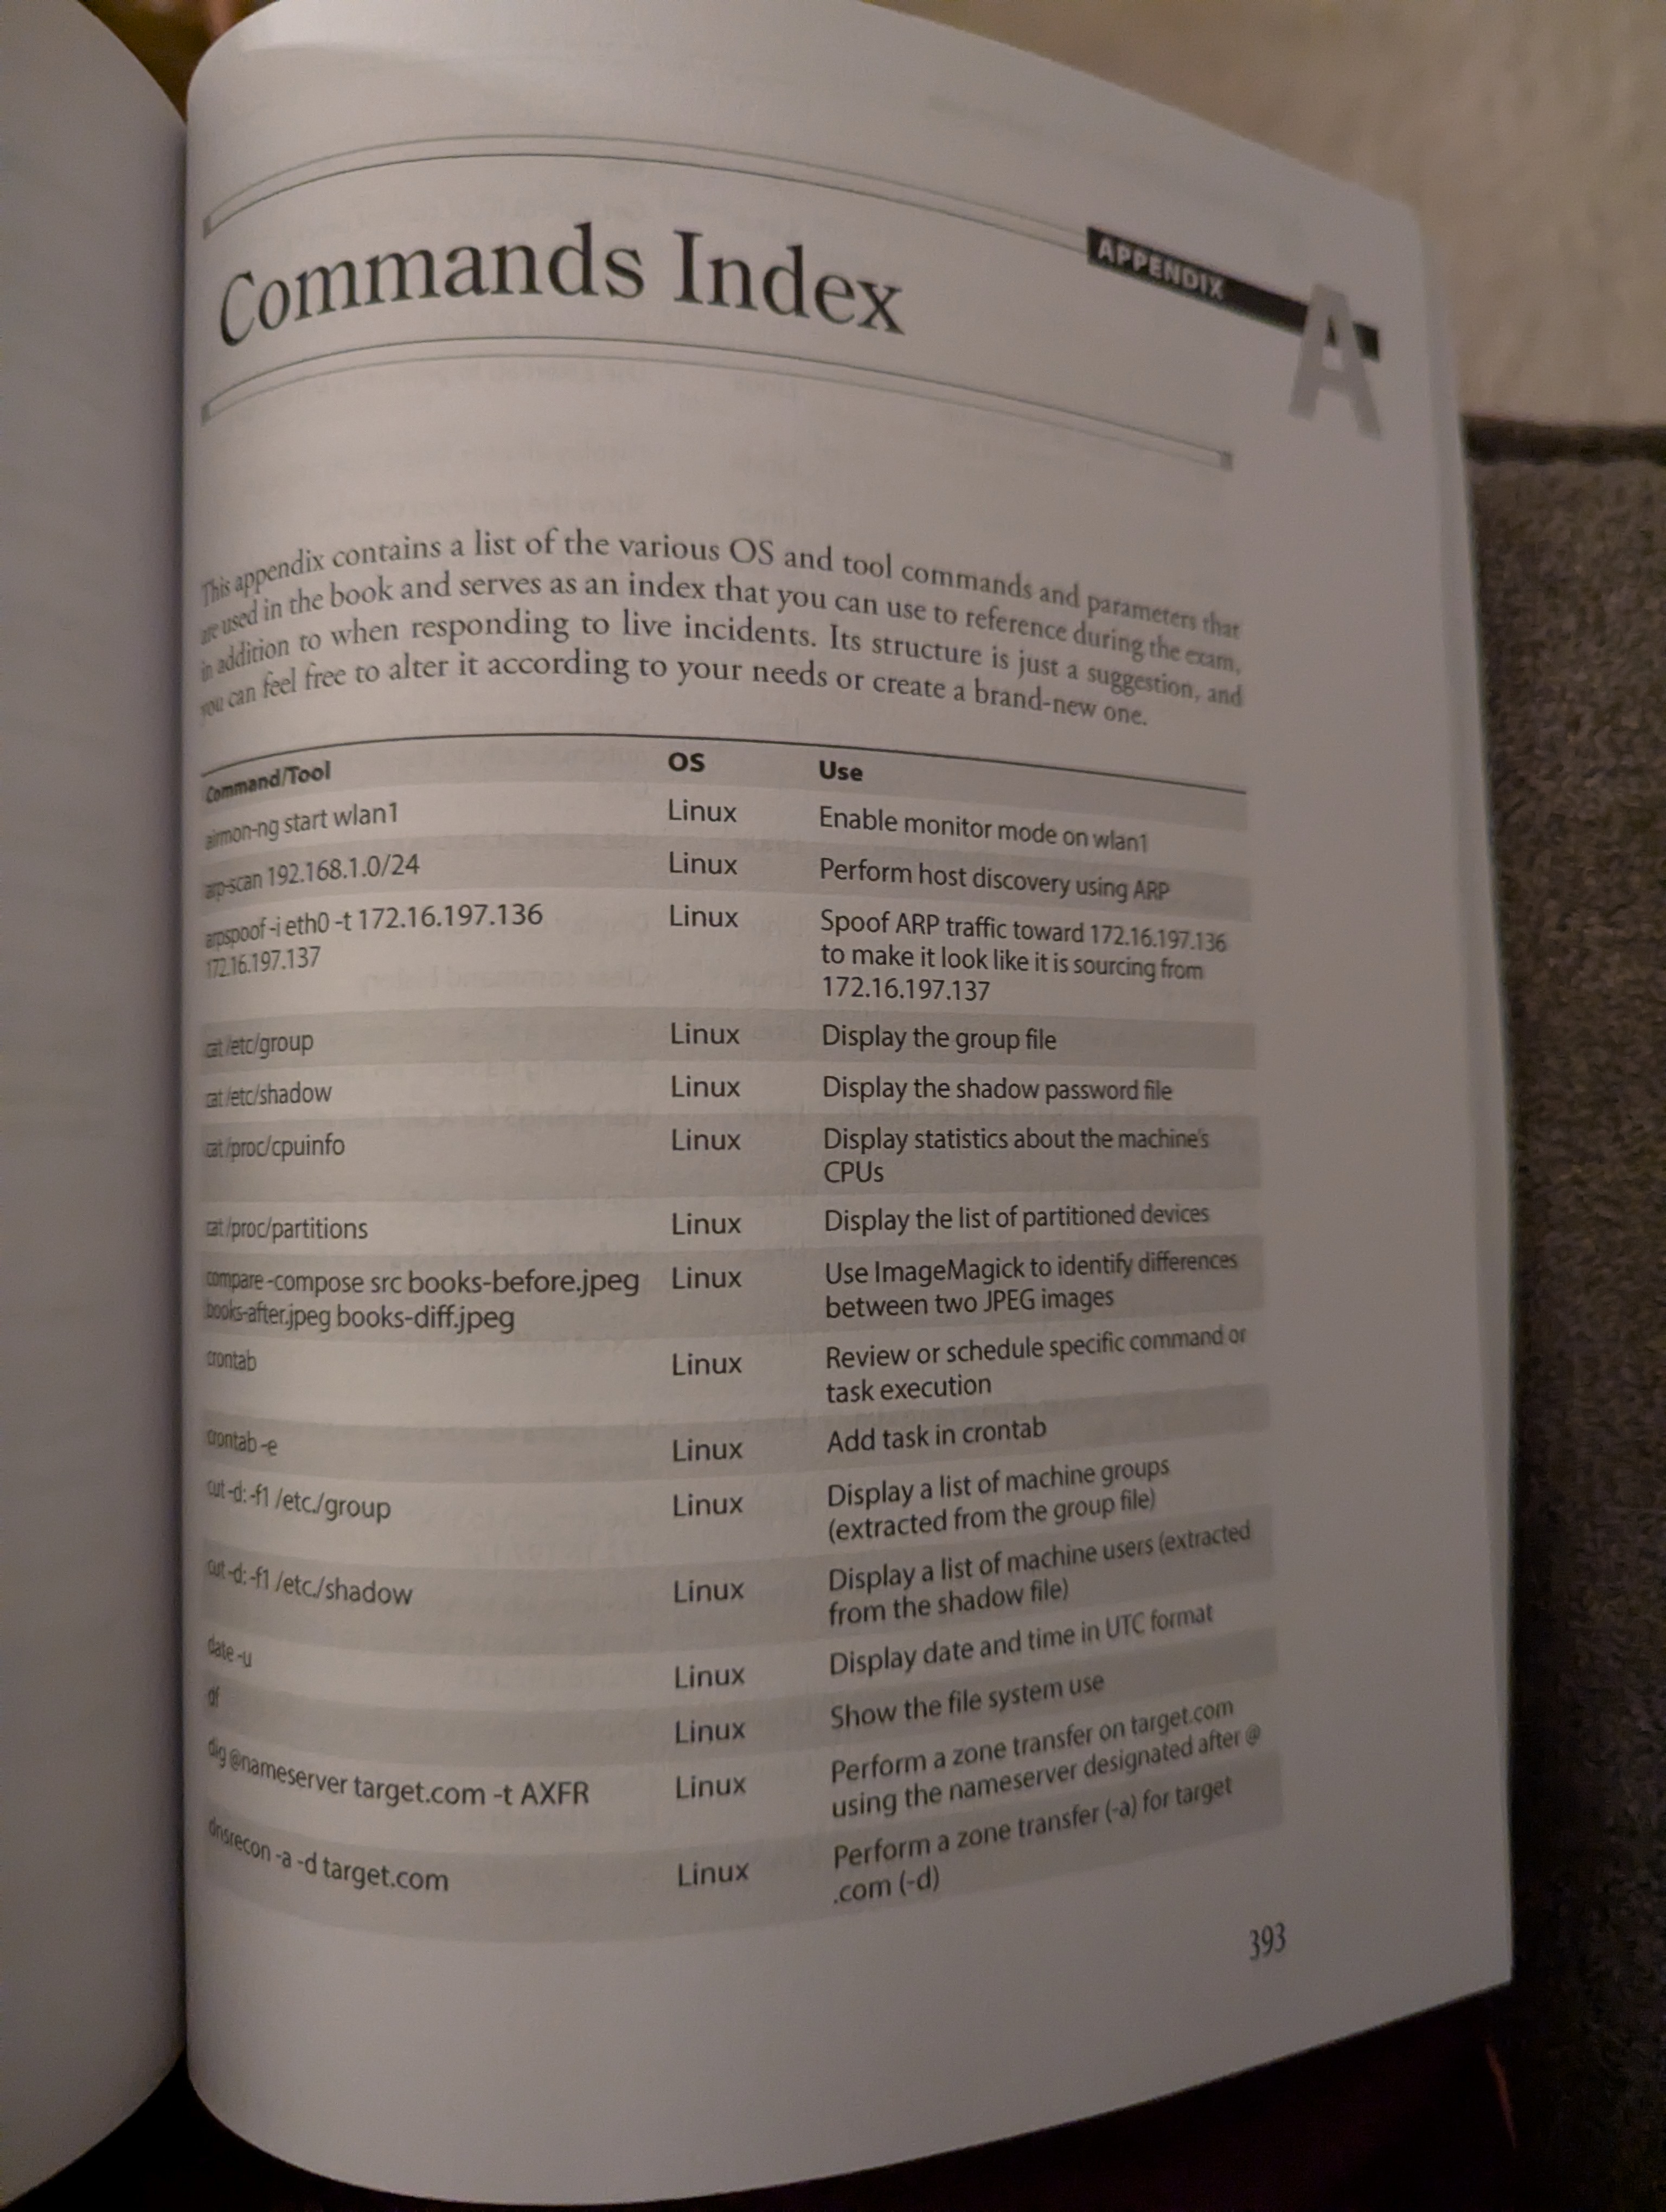 APPENDIX
A
Commands Index
This appendix contains a list of the various OS and tool commands and parameters that
are used in the book and serves as an index that you can use to reference during the exam,
in addition to when responding to live incidents. Its structure is just a suggestion, and
you can feel free to alter it according to your needs or create a brand-new one.
Command/Tool OS Use
airmon-ng start wlan1 Linux Enable monitor mode on wlan1
arp-scan 192.168.1.0/24 Linux Perform host discovery using ARP
arpspoof -i eth0 -t 172.16.197.136 Linux Spoof ARP traffic toward 172.16.197.136
172.16.197.137 to make it look like it is sourcing from
172.16.197.137
cat /etc/group Linux Display the group file
cat /etc/shadow Linux Display the shadow password file
cat /proc/cpuinfo Linux Display statistics about the machine's
CPUs
cat /proc/partitions Linux Display the list of partitioned devices
compare -compose src books-before.jpeg Linux Use ImageMagick to identify differences
books-after.jpeg books-diff.jpeg between two JPEG images
crontab Linux Review or schedule specific command or
task execution
crontab -e Linux Add task in crontab
cut -d: -f1 /etc./group Linux Display a list of machine groups
(extracted from the group file)
cut -d: -f1 /etc./shadow Linux Display a list of machine users (extracted
from the shadow file)
date -u Linux Display date and time in UTC format
df Linux Show the file system use
dig @nameserver target.com -t AXFR Linux Perform a zone transfer on target.com
using the nameserver designated after @
dnsrecon -a -d target.com Linux Perform a zone transfer (-a) for target
.com (-d)
393